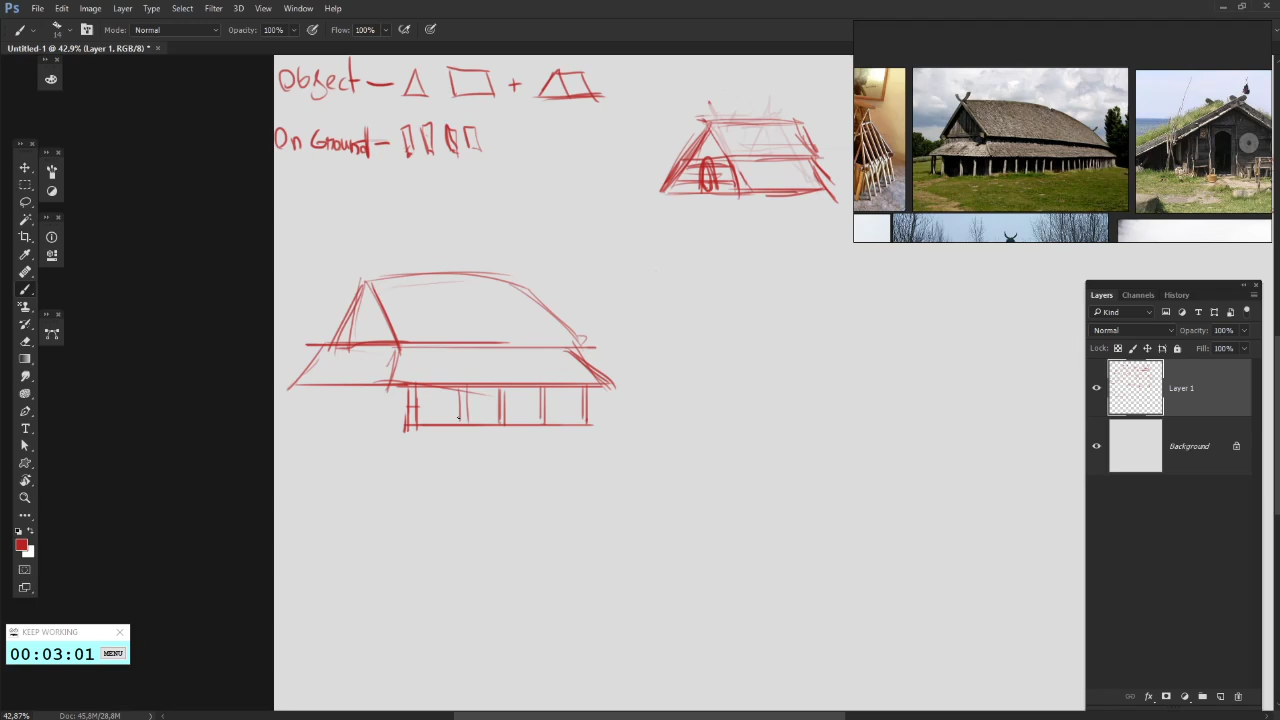 Ps File Edit Image Layer Type Select Filter 3D View Window Help
14 Mode: Normal Opacity: 100% Flow: 100%
Untitled-1 @ 42,9% (Layer 1, RGB/8) * ×
Object –
+
On Ground –
Layers Channels History
Kind
Normal Opacity: 100%
Lock: Fill: 100%
Layer 1
Background
KEEP WORKING
00:03:01 MENU
42,87% Doc: 45,8M/28,8M